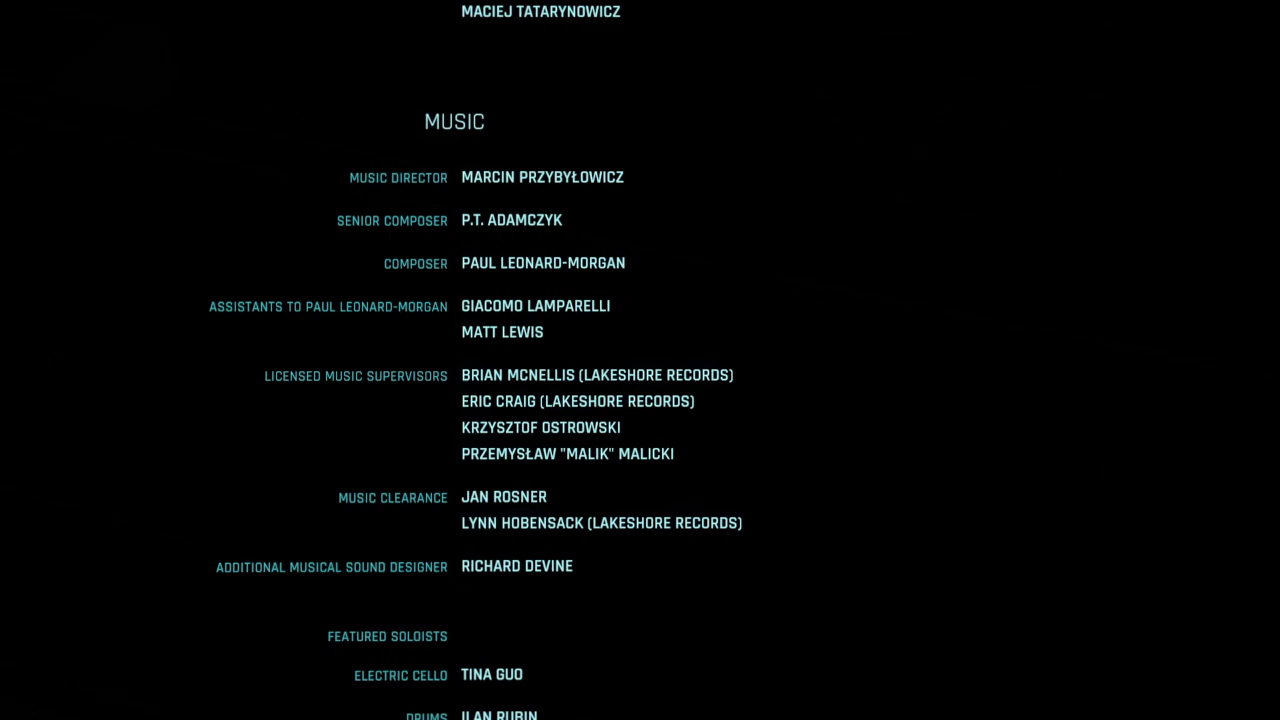 MACIEJ TATARYNOWICZ
MUSIC
MUSIC DIRECTOR MARCIN PRZYBYŁOWICZ
SENIOR COMPOSER P.T. ADAMCZYK
COMPOSER PAUL LEONARD-MORGAN
ASSISTANTS TO PAUL LEONARD-MORGAN GIACOMO LAMPARELLI
MATT LEWIS
LICENSED MUSIC SUPERVISORS BRIAN MCNELLIS (LAKESHORE RECORDS)
ERIC CRAIG (LAKESHORE RECORDS)
KRZYSZTOF OSTROWSKI
PRZEMYSŁAW "MALIK" MALICKI
MUSIC CLEARANCE JAN ROSNER
LYNN HOBENSACK (LAKESHORE RECORDS)
ADDITIONAL MUSICAL SOUND DESIGNER RICHARD DEVINE
FEATURED SOLOISTS
ELECTRIC CELLO TINA GUO
DRUMS ILAN RUBIN